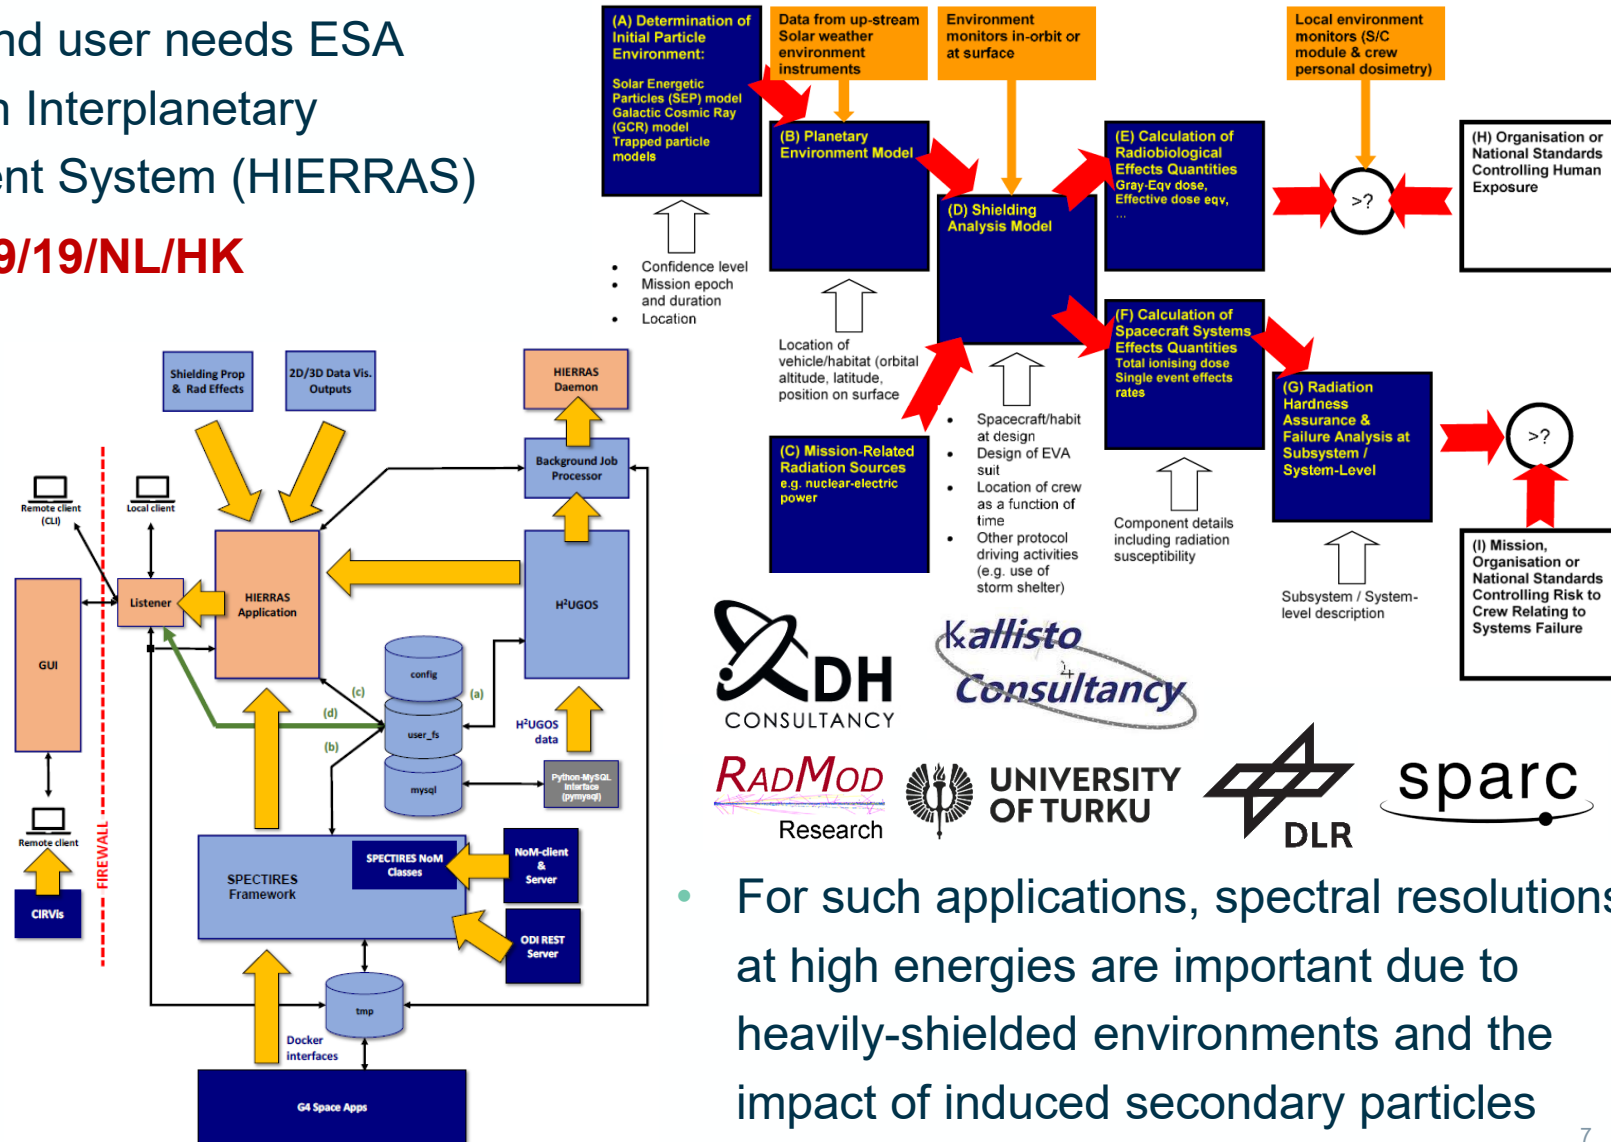 nd user needs ESA
n Interplanetary
ent System (HIERRAS)
9/19/NL/HK
(A) Determination of
Initial Particle
Environment:
Solar Energetic
Particles (SEP) model
Galactic Cosmic Ray
(GCR) model
Trapped particle
models
Data from up-stream
Solar weather
environment
instruments
Environment
monitors in-orbit or
at surface
Local environment
monitors (S/C
module & crew
personal dosimetry)
(B) Planetary
Environment Model
(D) Shielding
Analysis Model
(E) Calculation of
Radiobiological
Effects Quantities
Gray-Eqv dose,
Effective dose eqv,
...
>?
(H) Organisation or
National Standards
Controlling Human
Exposure
• Confidence level
• Mission epoch
and duration
• Location
Location of
vehicle/habitat (orbital
altitude, latitude,
position on surface
(C) Mission-Related
Radiation Sources
e.g. nuclear-electric
power
• Spacecraft/habit
at design
• Design of EVA
suit
• Location of crew
as a function of
time
• Other protocol
driving activities
(e.g. use of
storm shelter)
(F) Calculation of
Spacecraft Systems
Effects Quantities
Total ionising dose
Single event effects
rates
Component details
including radiation
susceptibility
(G) Radiation
Hardness
Assurance &
Failure Analysis at
Subsystem /
System-Level
Subsystem / System-
level description
>?
(I) Mission,
Organisation or
National Standards
Controlling Risk to
Crew Relating to
Systems Failure
Shielding Prop
& Rad Effects
2D/3D Data Vis.
Outputs
HIERRAS
Daemon
Background Job
Processor
Remote client
(CLI)
Local client
Listener
HIERRAS
Application
H²UGOS
GUI
config
user_fs
mysql
(a)
(c)
(d)
(b)
H²UGOS
data
Python-MySQL
Interface
(pymysql)
Remote client
FIREWALL
CIRVis
SPECTIRES
Framework
SPECTIRES NoM
Classes
NoM-client
&
Server
ODI REST
Server
tmp
Docker
interfaces
G4 Space Apps
DH
CONSULTANCY
Kallisto
Consultancy
RADMOD
Research
UNIVERSITY
OF TURKU
DLR
sparc
• For such applications, spectral resolutions
at high energies are important due to
heavily-shielded environments and the
impact of induced secondary particles
7